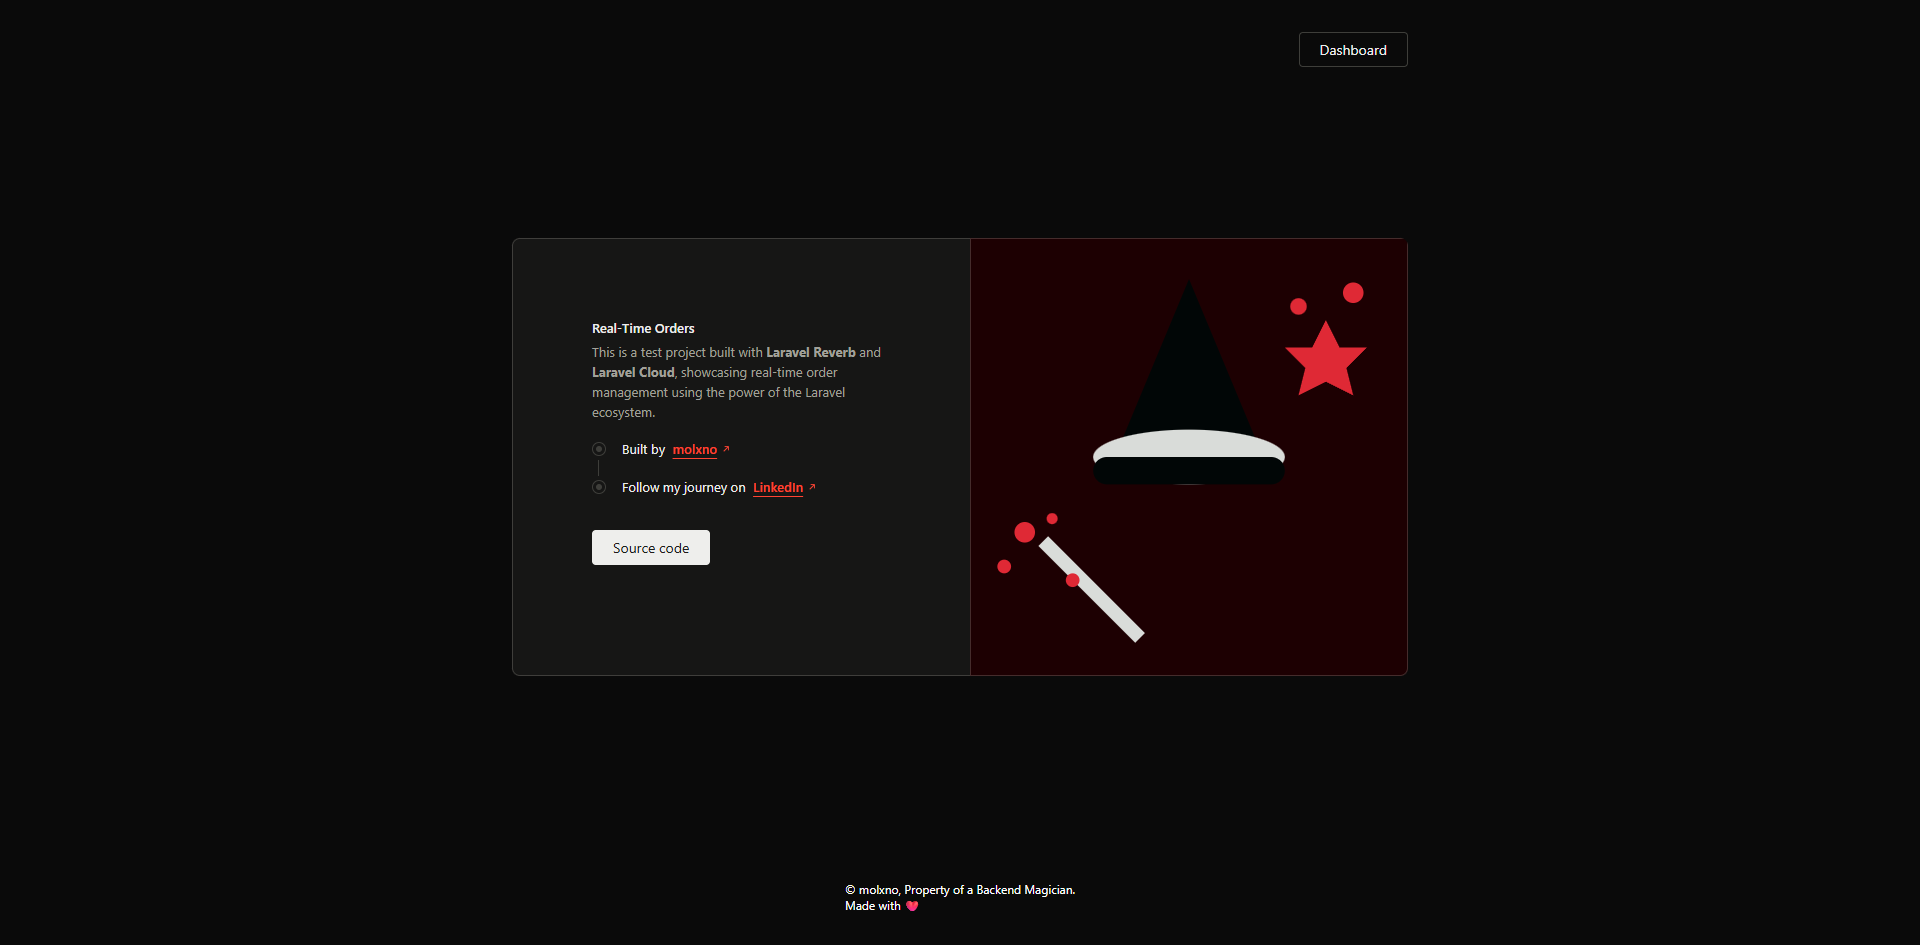 Dashboard
Real-Time Orders
This is a test project built with Laravel Reverb and
Laravel Cloud, showcasing real-time order
management using the power of the Laravel
ecosystem.
Built by molxno
Follow my journey on LinkedIn
Source code
© molxno, Property of a Backend Magician.
Made with 💖